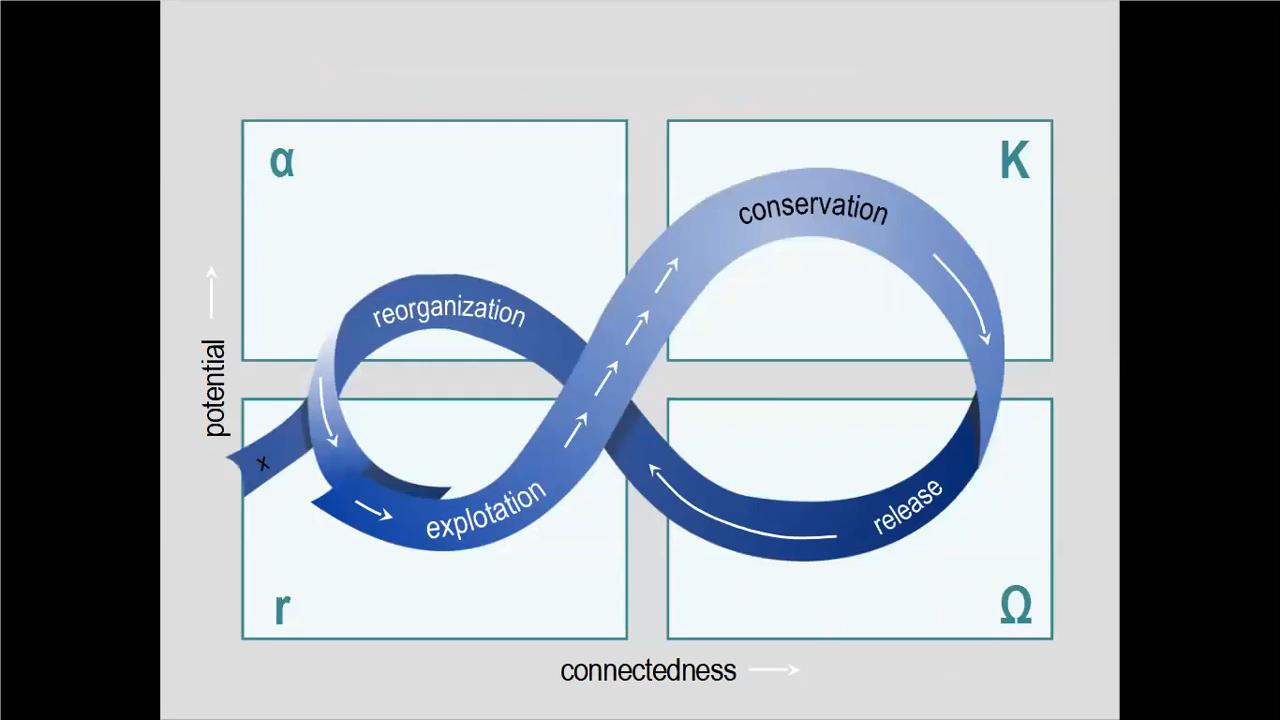 α
K
conservation
reorganization
potential
x
explotation
release
r
Ω
connectedness